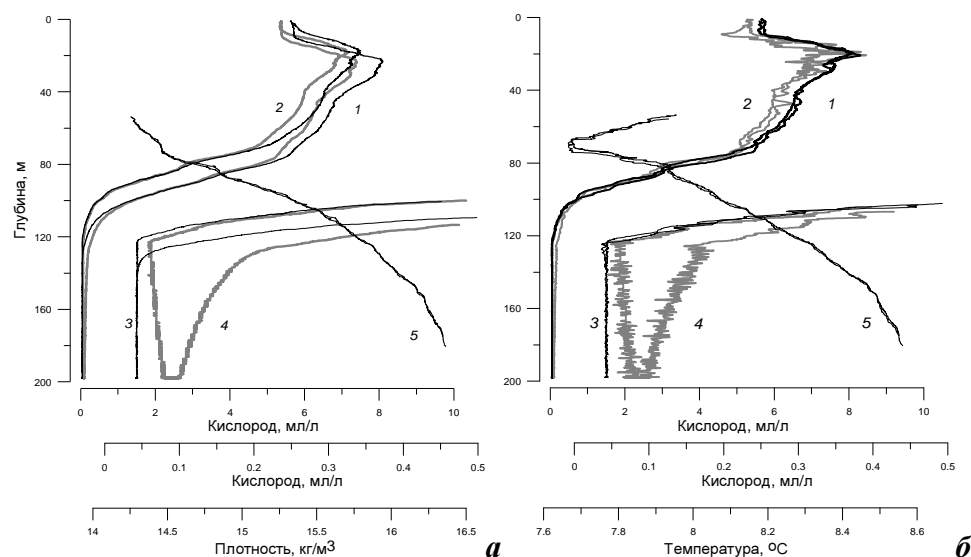 0
40
80
120
160
200
Глубина, м
2
1
3
4
5
0 2 4 6 8 10
Кислород, мл/л
0 0.1 0.2 0.3 0.4 0.5
Кислород, мл/л
14 14.5 15 15.5 16 16.5
Плотность, кг/м3
а
0
40
80
120
160
200
2
1
3
4
5
0 2 4 6 8 10
Кислород, мл/л
0 0.1 0.2 0.3 0.4 0.5
Кислород, мл/л
7.6 7.8 8 8.2 8.4 8.6
Температура, оС
б